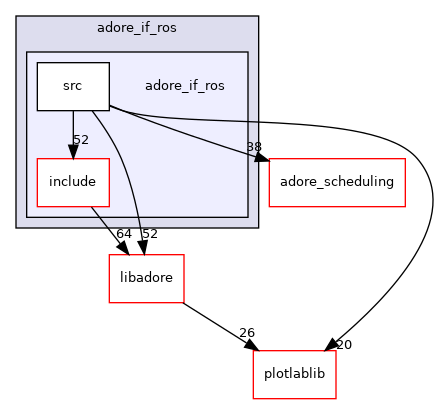 adore_if_ros
src
adore_if_ros
52
38
include
adore_scheduling
64
52
libadore
26
20
plotlablib